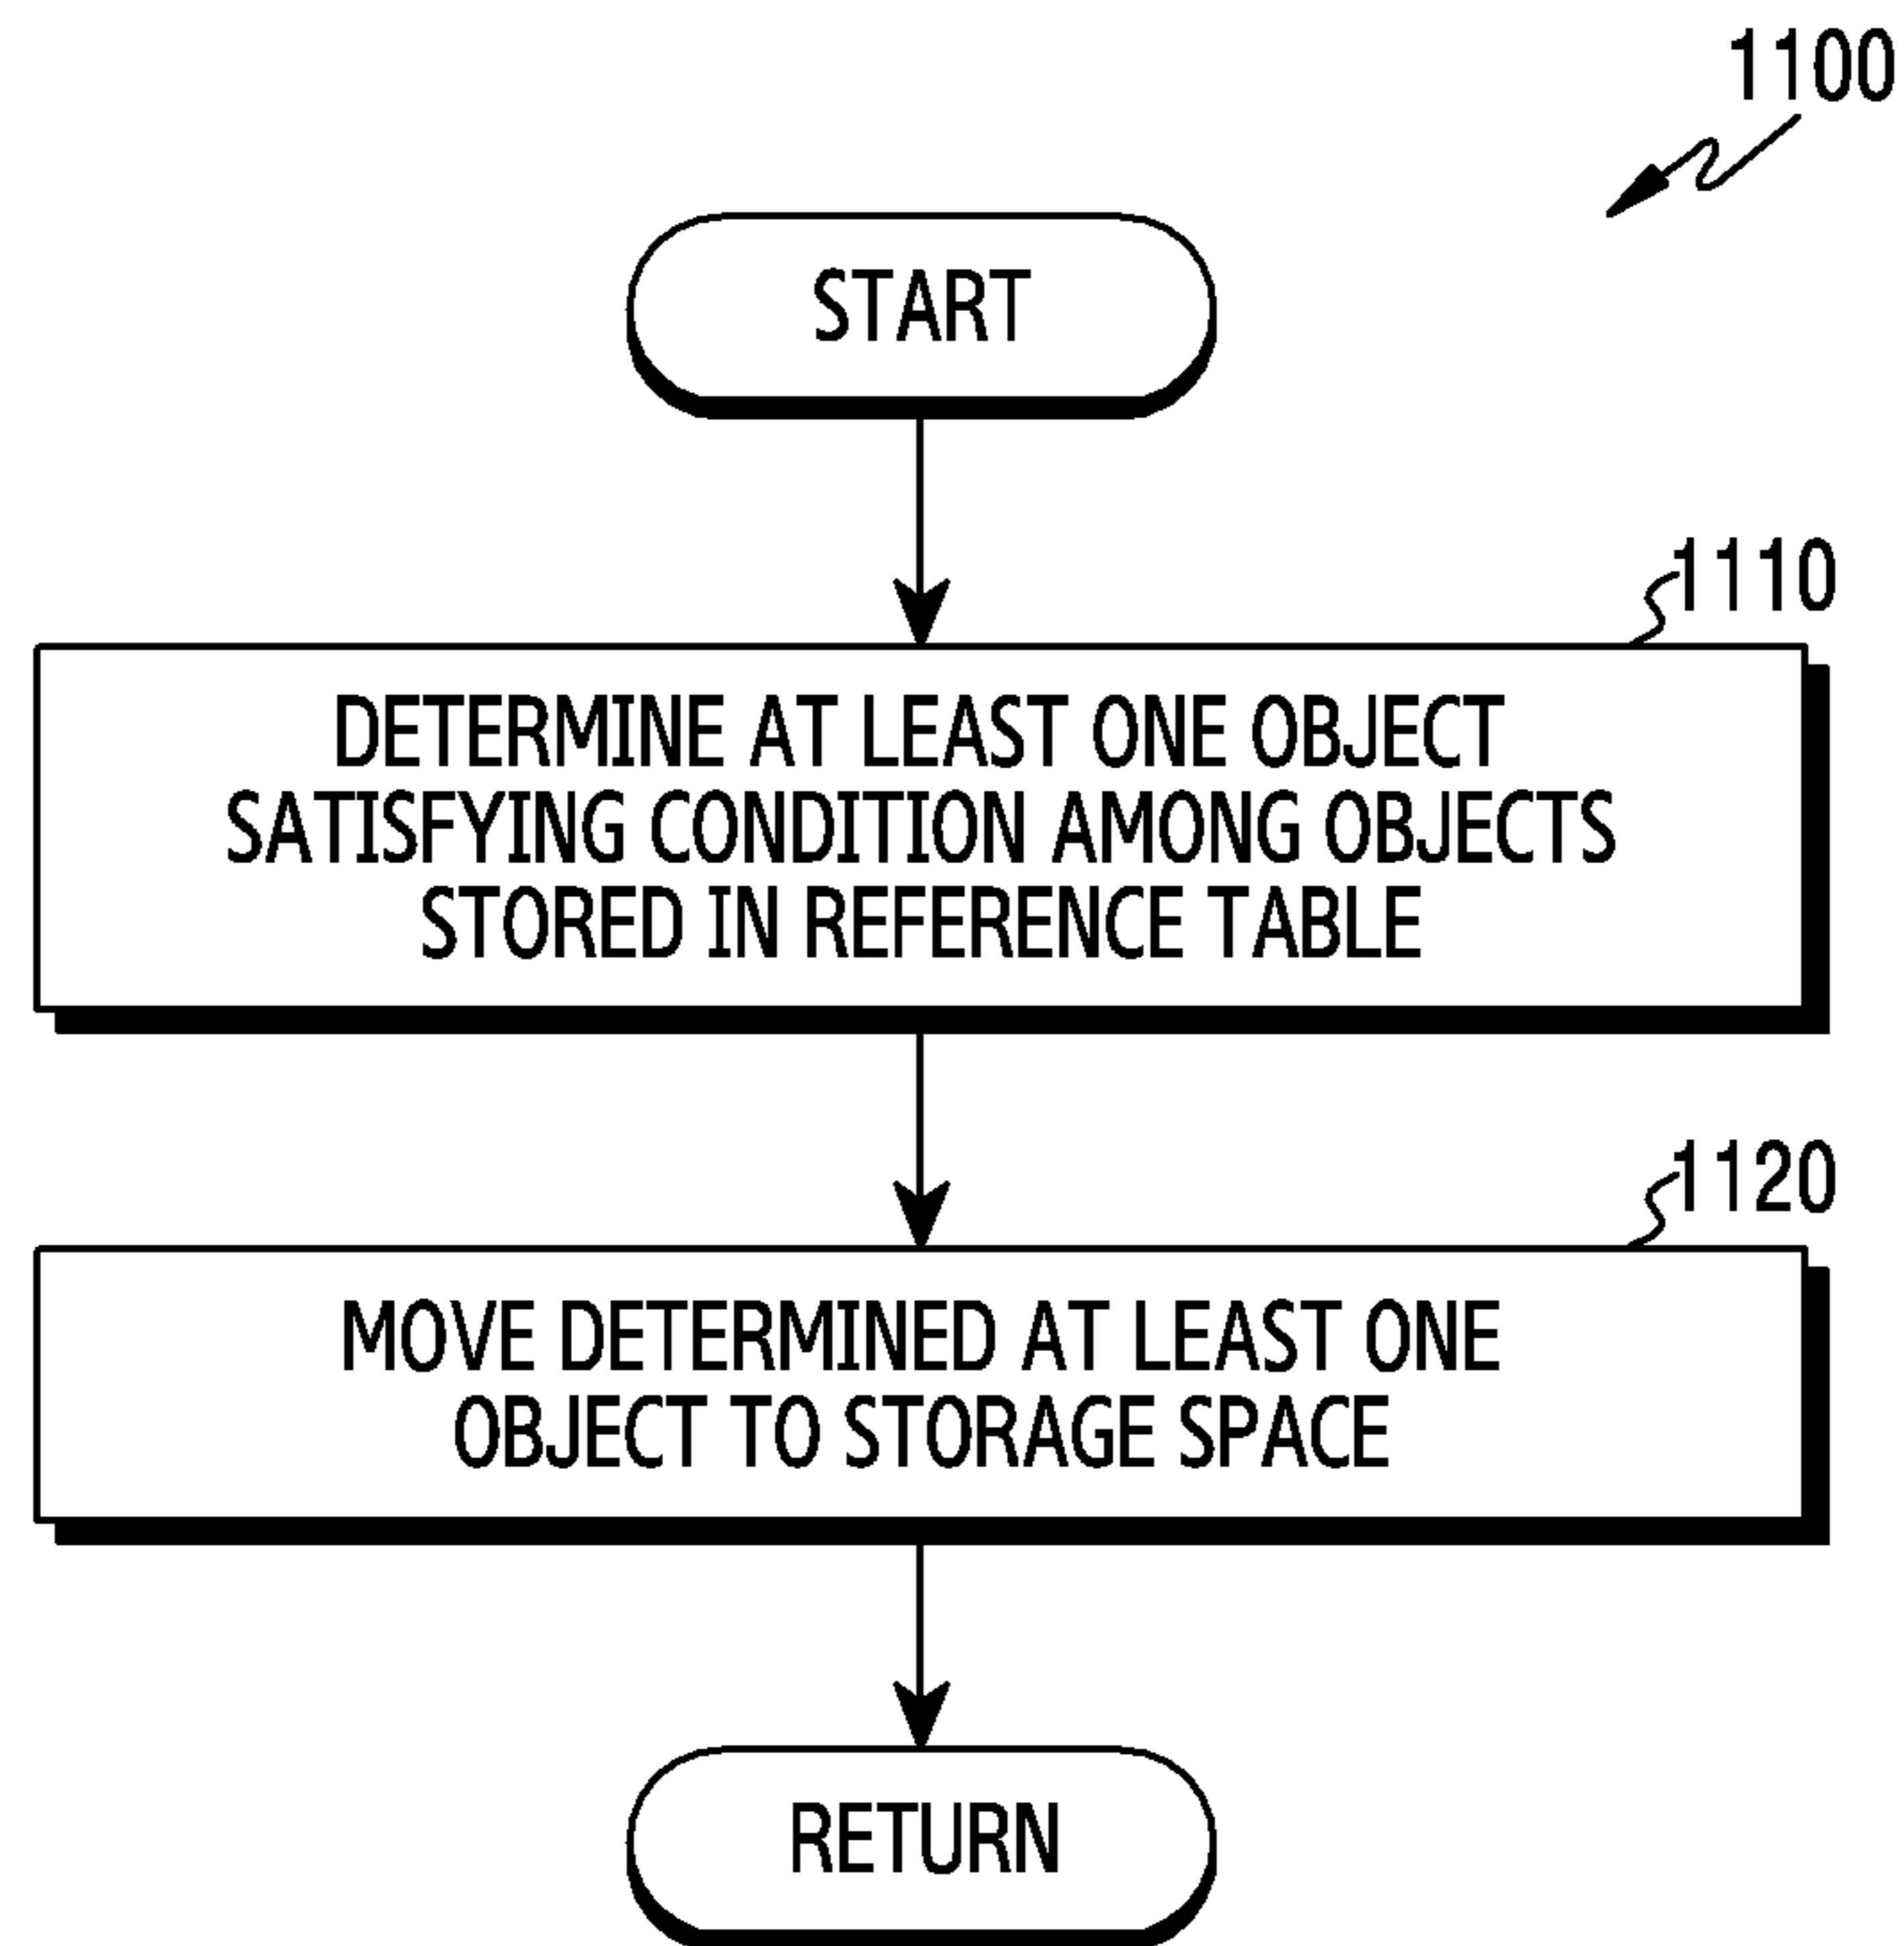 1100
START
1110
DETERMINE AT LEAST ONE OBJECT
SATISFYING CONDITION AMONG OBJECTS
STORED IN REFERENCE TABLE
1120
MOVE DETERMINED AT LEAST ONE
OBJECT TO STORAGE SPACE
RETURN